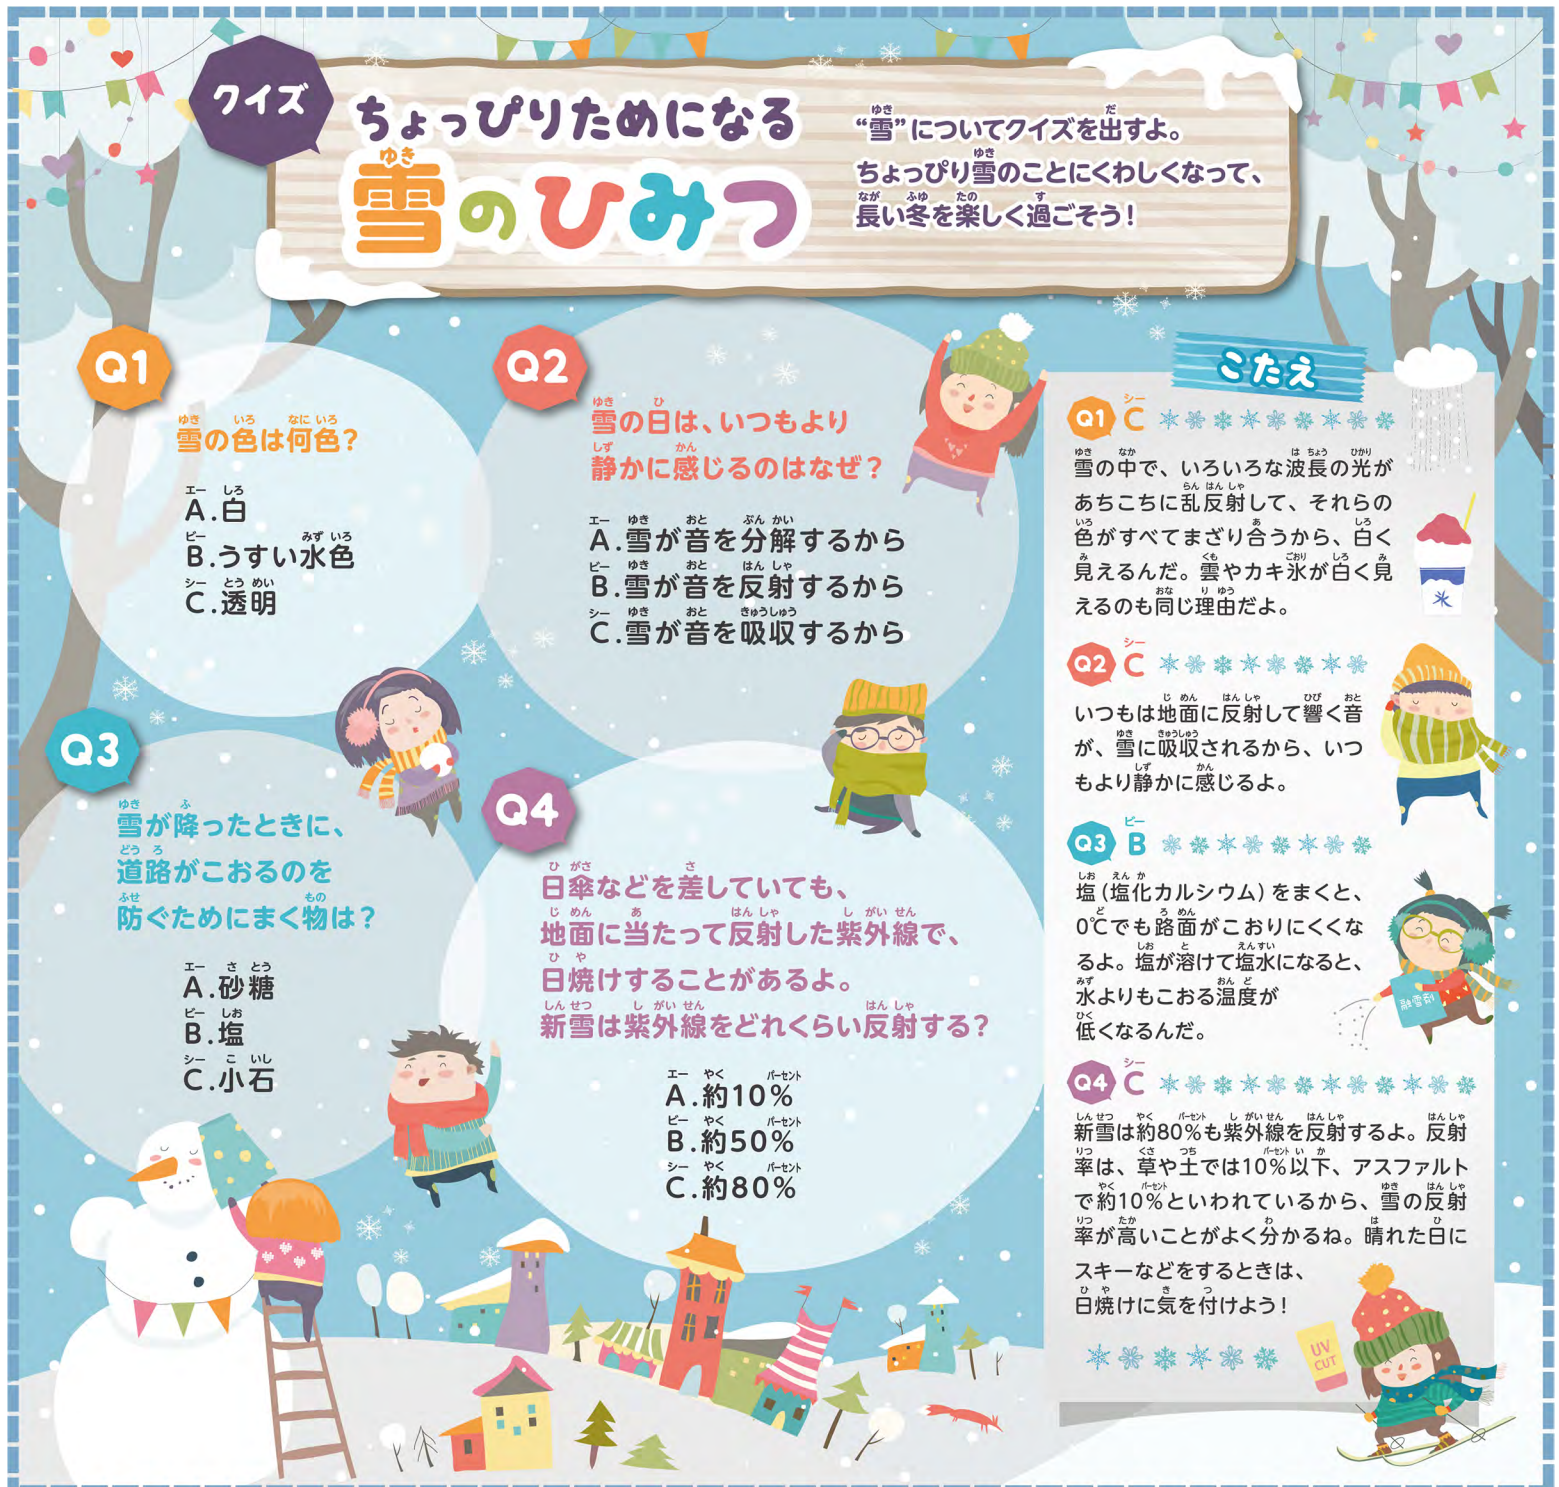 クイズ
ちょっぴりためになる
雪のひみつ
“雪”についてクイズを出すよ。
ちょっぴり雪のことにくわしくなって、
長い冬を楽しく過ごそう！
Q1
雪の色は何色？
A.白
B.うすい水色
C.透明
Q2
雪の日は、いつもより
静かに感じるのはなぜ？
A.雪が音を分解するから
B.雪が音を反射するから
C.雪が音を吸収するから
Q3
雪が降ったときに、
道路がこおるのを
防ぐためにまく物は？
A.砂糖
B.塩
C.小石
Q4
日傘などを差していても、
地面に当たって反射した紫外線で、
日焼けすることがあるよ。
新雪は紫外線をどれくらい反射する？
A.約10%
B.約50%
C.約80%
こたえ
Q1 C
雪の中で、いろいろな波長の光が
あちこちに乱反射して、それらの
色がすべてまざり合うから、白く
見えるんだ。雲やカキ氷が白く見
えるのも同じ理由だよ。
氷
Q2 C
いつもは地面に反射して響く音
が、雪に吸収されるから、いつ
もより静かに感じるよ。
Q3 B
塩（塩化カルシウム）をまくと、
0℃でも路面がこおりにくくな
るよ。塩が溶けて塩水になると、
水よりもこおる温度が
低くなるんだ。
融雪剤
Q4 C
新雪は約80%も紫外線を反射するよ。反射
率は、草や土では10%以下、アスファルト
で約10%といわれているから、雪の反射
率が高いことがよく分かるね。晴れた日に
スキーなどをするときは、
日焼けに気を付けよう！
UV
CUT